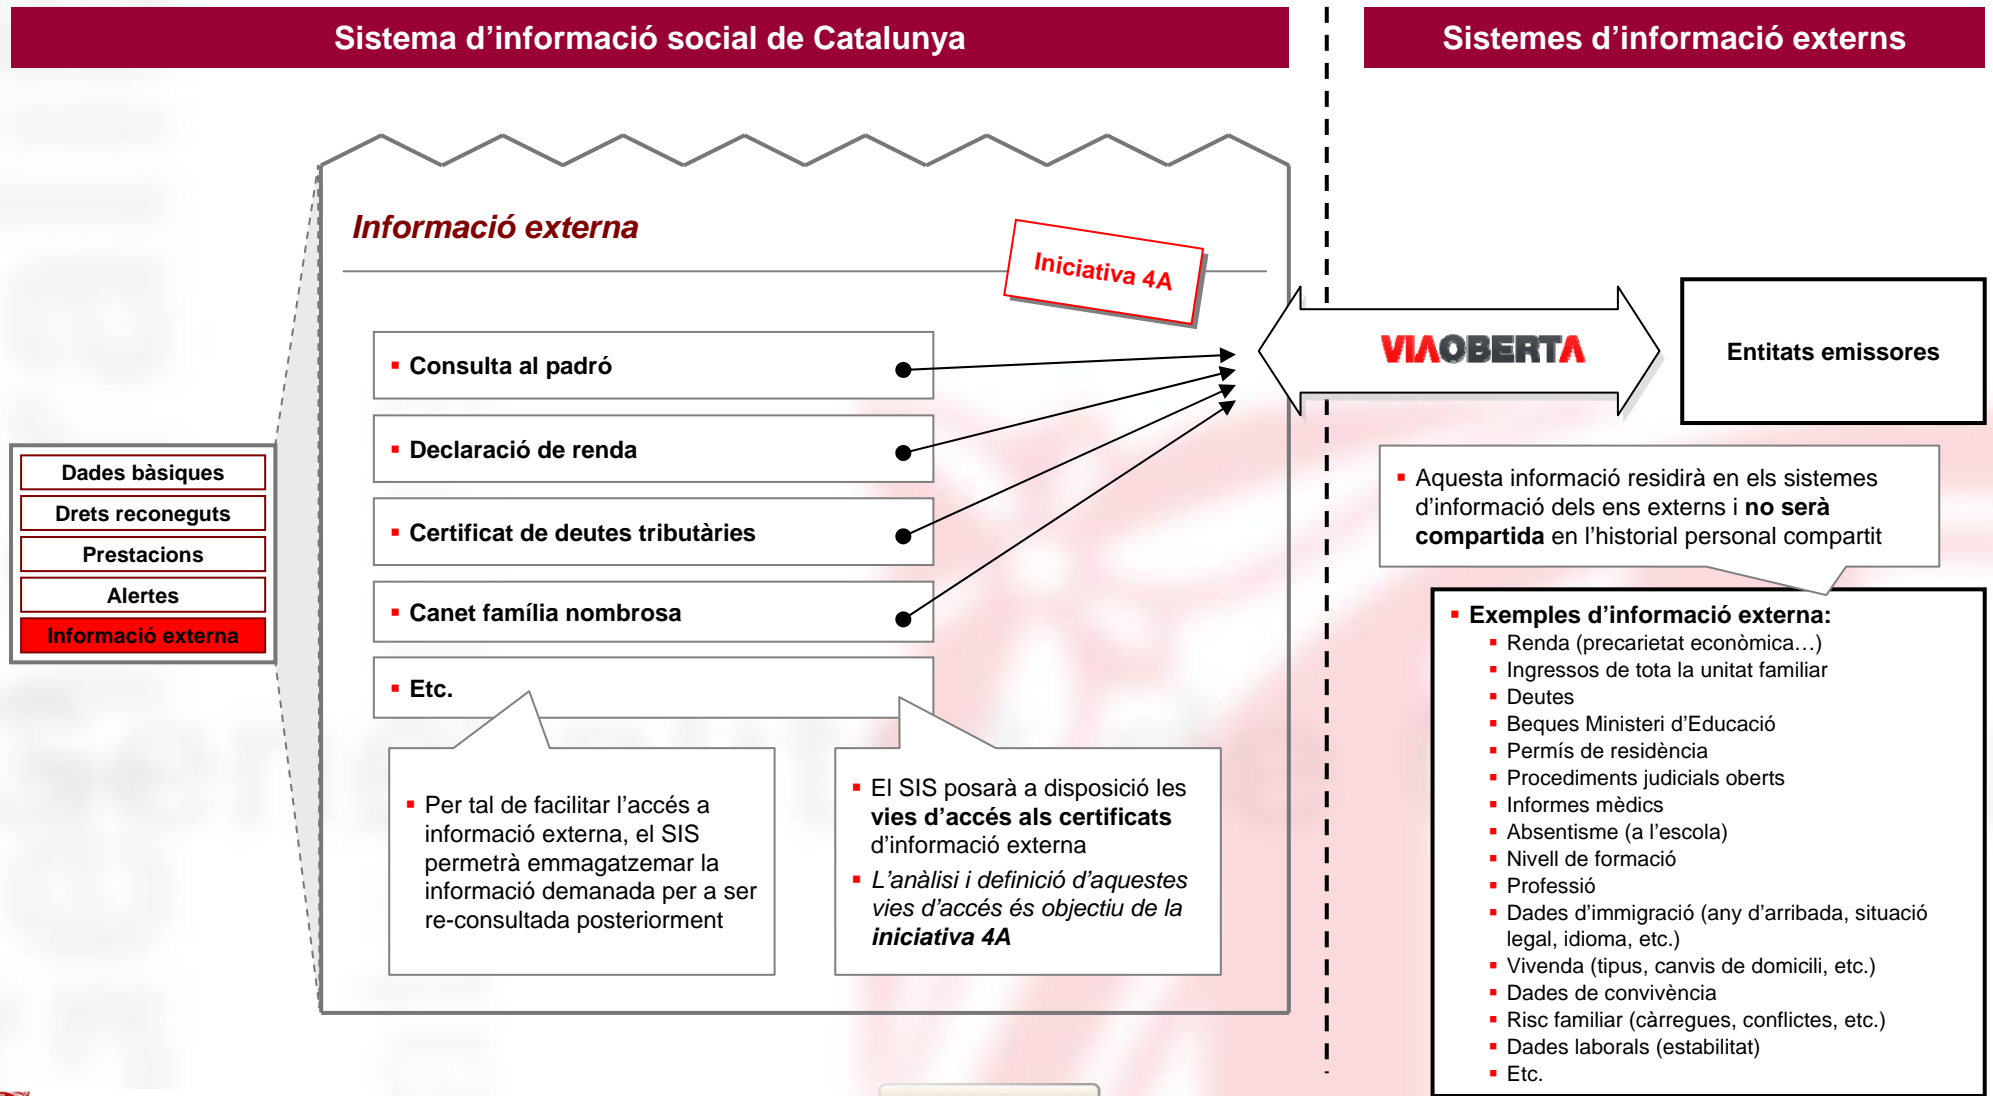 Sistema d’informació social de Catalunya
Sistemes d’informació externs
Informació externa
Iniciativa 4A
Consulta al padró
Declaració de renda
Certificat de deutes tributàries
Canet família nombrosa
Etc.
Dades bàsiques
Drets reconeguts
Prestacions
Alertes
Informació externa
VIAOBERTA
Entitats emissores
Per tal de facilitar l’accés a
informació externa, el SIS
permetrà emmagatzemar la
informació demanada per a ser
re-consultada posteriorment
El SIS posarà a disposició les
vies d’accés als certificats
d’informació externa
L’anàlisi i definició d’aquestes
vies d’accés és objectiu de la
iniciativa 4A
Aquesta informació residirà en els sistemes
d’informació dels ens externs i no serà
compartida en l’historial personal compartit
Exemples d’informació externa:
Renda (precarietat econòmica…)
Ingressos de tota la unitat familiar
Deutes
Beques Ministeri d’Educació
Permís de residència
Procediments judicials oberts
Informes mèdics
Absentisme (a l’escola)
Nivell de formació
Professió
Dades d’immigració (any d’arribada, situació
legal, idioma, etc.)
Vivenda (tipus, canvis de domicili, etc.)
Dades de convivència
Risc familiar (càrregues, conflictes, etc.)
Dades laborals (estabilitat)
Etc.